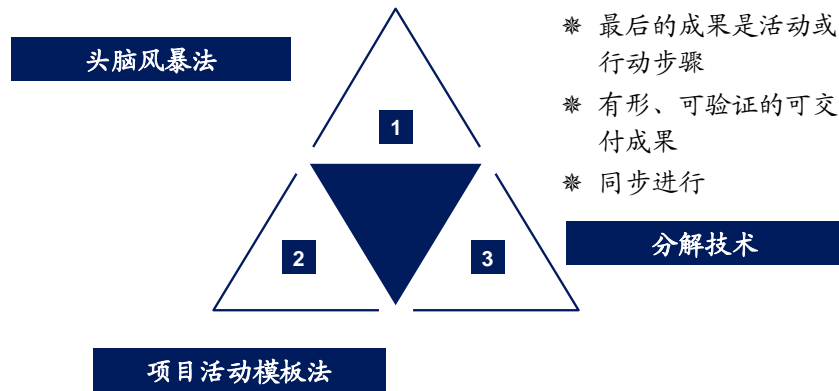 头脑风暴法
1
※ 最后的成果是活动或
行动步骤
※ 有形、可验证的可交
付成果
※ 同步进行
2
3
分解技术
项目活动模板法